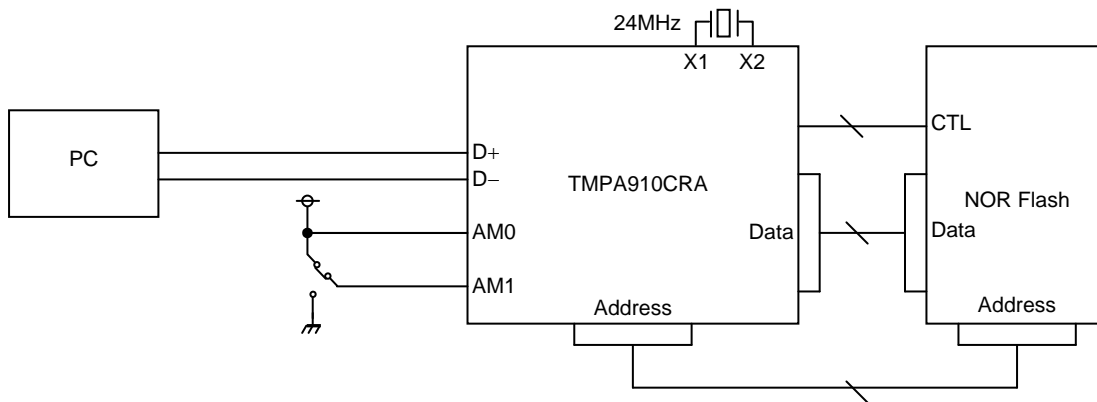 24MHz
X1 X2
PC
D+
D−
AM0
AM1
TMPA910CRA
Data
Address
CTL
NOR Flash
Data
Address